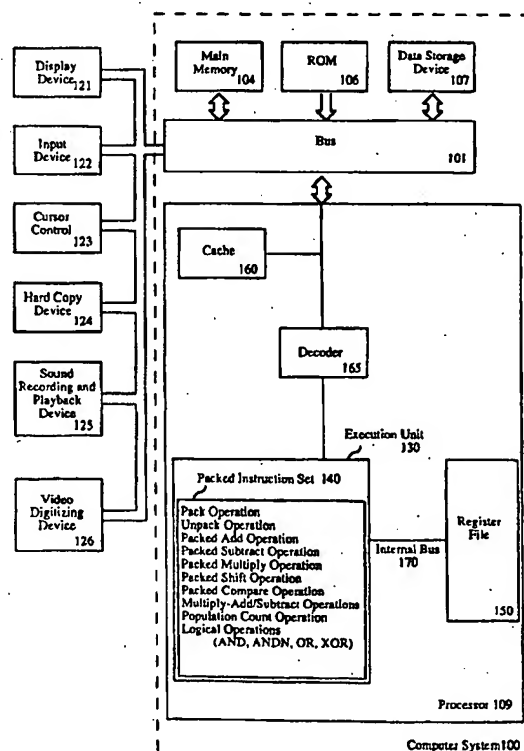 Display
Device
121
Input
Device
122
Cursor
Control
123
Hard Copy
Device
124
Sound
Recording and
Playback
Device
125
Video
Digitizing
Device
126
Main
Memory
104
ROM
106
Data Storage
Device
107
Bus
101
Cache
160
Decoder
165
Execution Unit
130
Packed Instruction Set 140
Pack Operation
Unpack Operation
Packed Add Operation
Packed Subtract Operation
Packed Multiply Operation
Packed Shift Operation
Packed Compare Operation
Multiply-Add/Subtract Operations
Population Count Operation
Logical Operations
(AND, ANDN, OR, XOR)
Internal Bus
170
Register
File
150
Processor 109
Computer System 100